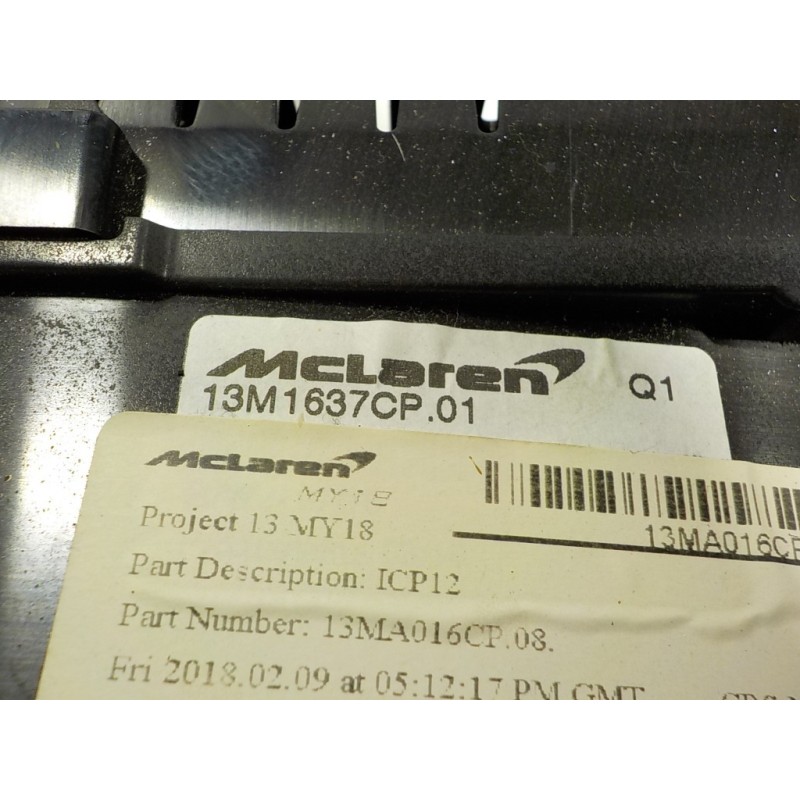 McLaren Q1
13M1637CP.01
McLaren
MY18
Project 13 MY18
13MA016CP
Part Description: ICP12
Part Number: 13MA016CP.08.
Fri 2018.02.09 at 05:12:17 PM GMT